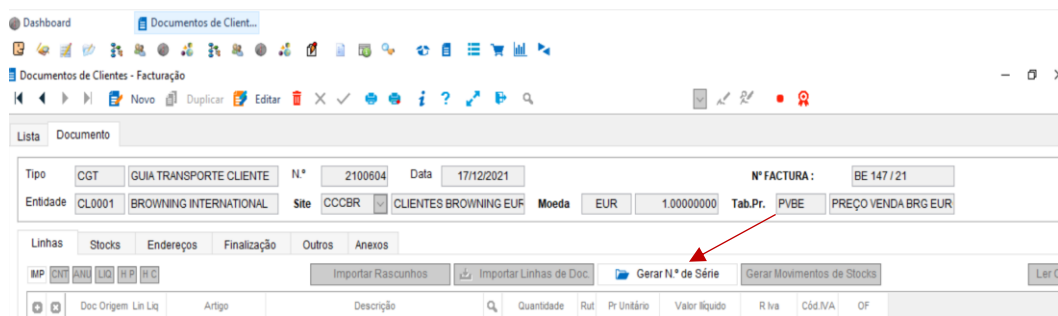 Dashboard Documentos de Client...
Documentos de Clientes - Facturação
Novo Duplicar Editar
Lista Documento
Tipo CGT GUIA TRANSPORTE CLIENTE N.º 2100604 Data 17/12/2021 Nº FACTURA : BE 147 / 21
Entidade CL0001 BROWNING INTERNATIONAL Site CCCBR CLIENTES BROWNING EUR Moeda EUR 1.00000000 Tab.Pr. PVBE PREÇO VENDA BRG EUR
Linhas Stocks Endereços Finalização Outros Anexos
IMP CNT ANU LIQ H P H C Importar Rascunhos Importar Linhas de Doc. Gerar N.º de Série Gerar Movimentos de Stocks Ler
Doc Origem Lin Liq Artigo Descrição Quantidade Rut Pr Unitário Valor líquido R Iva Cód.IVA OF